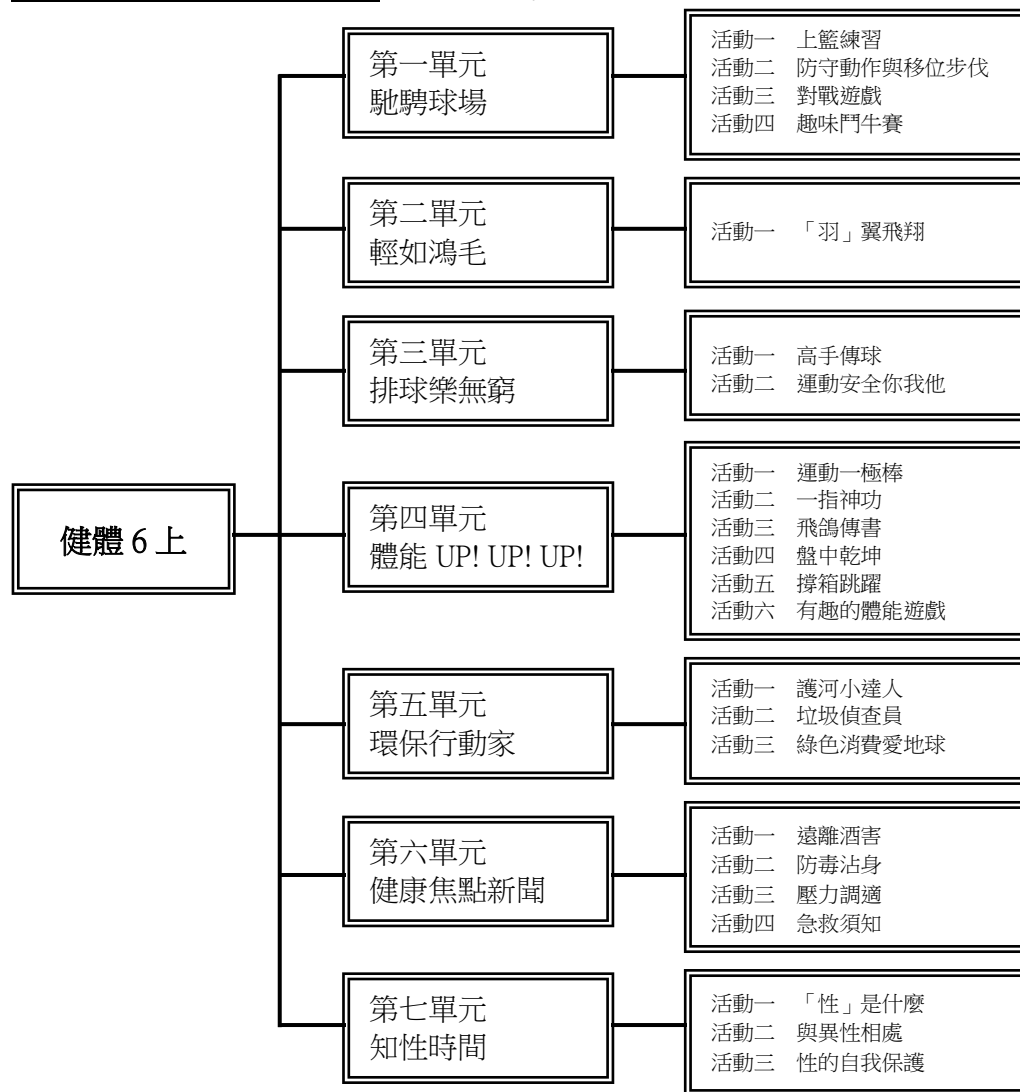 第一單元
馳騁球場
活動一 上籃練習
活動二 防守動作與移位步伐
活動三 對戰遊戲
活動四 趣味鬥牛賽
第二單元
輕如鴻毛
活動一 「羽」翼飛翔
第三單元
排球樂無窮
活動一 高手傳球
活動二 運動安全你我他
健體 6 上
第四單元
體能 UP! UP! UP!
活動一 運動一極棒
活動二 一指神功
活動三 飛鴿傳書
活動四 盤中乾坤
活動五 撐箱跳躍
活動六 有趣的體能遊戲
第五單元
環保行動家
活動一 護河小達人
活動二 垃圾偵查員
活動三 綠色消費愛地球
第六單元
健康焦點新聞
活動一 遠離酒害
活動二 防毒沾身
活動三 壓力調適
活動四 急救須知
第七單元
知性時間
活動一 「性」是什麼
活動二 與異性相處
活動三 性的自我保護